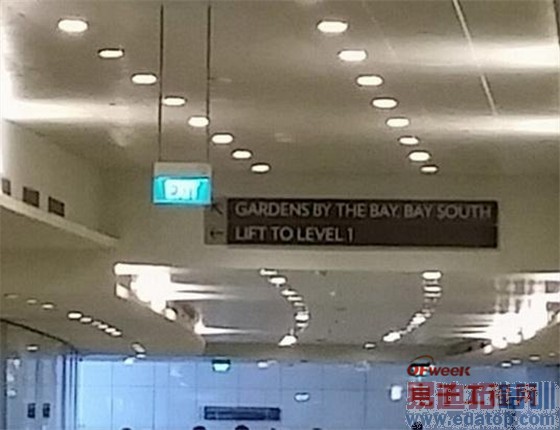 EXIT
GARDENS BY THE BAY, BAY SOUTH
LIFT TO LEVEL 1
OFweek
www.edatop.com